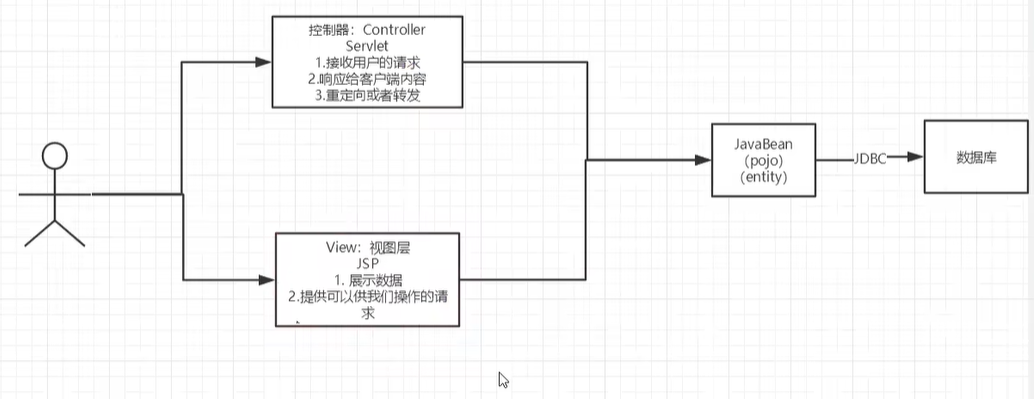 控制器：Controller
Servlet
1.接收用户的请求
2.响应给客户端内容
3.重定向或者转发
View：视图层
JSP
1. 展示数据
2.提供可以供我们操作的请
求
JavaBean
（pojo）
（entity）
JDBC
数据库